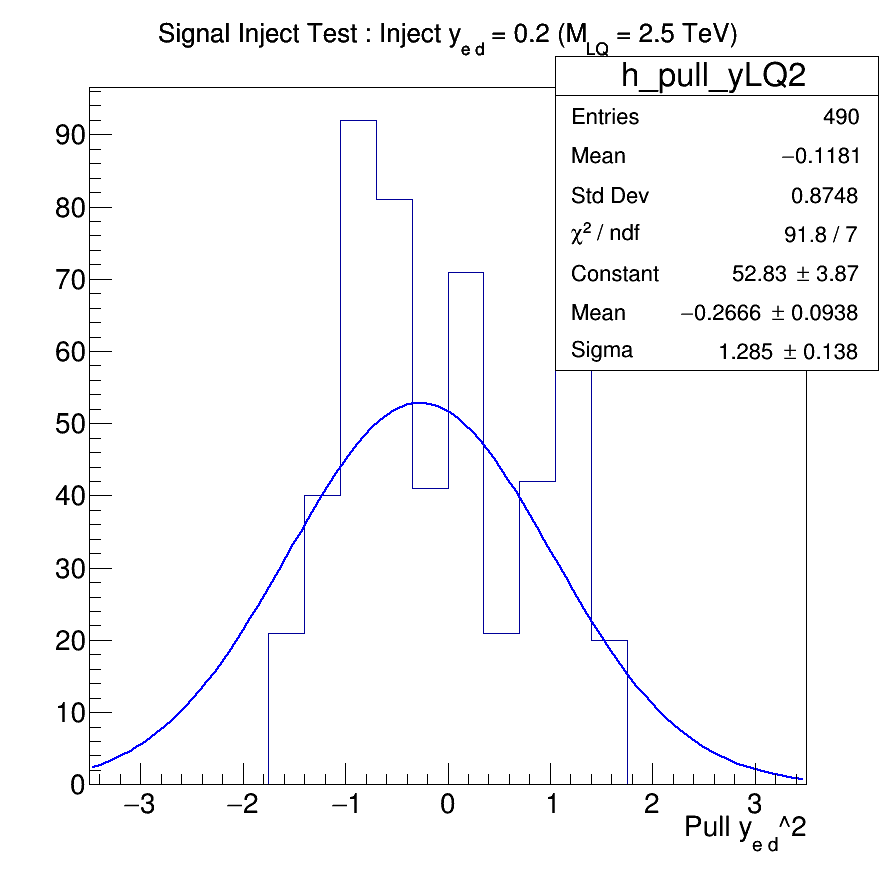 Signal Inject Test : Inject y_{e d} = 0.2 (M_{LQ} = 2.5 TeV)
h_pull_yLQ2
Entries 490
Mean −0.1181
Std Dev 0.8748
χ² / ndf 91.8 / 7
Constant 52.83 ± 3.87
Mean −0.2666 ± 0.0938
Sigma 1.285 ± 0.138
90
80
70
60
50
40
30
20
10
0
−3 −2 −1 0 1 2 3
Pull y_{e d}^2